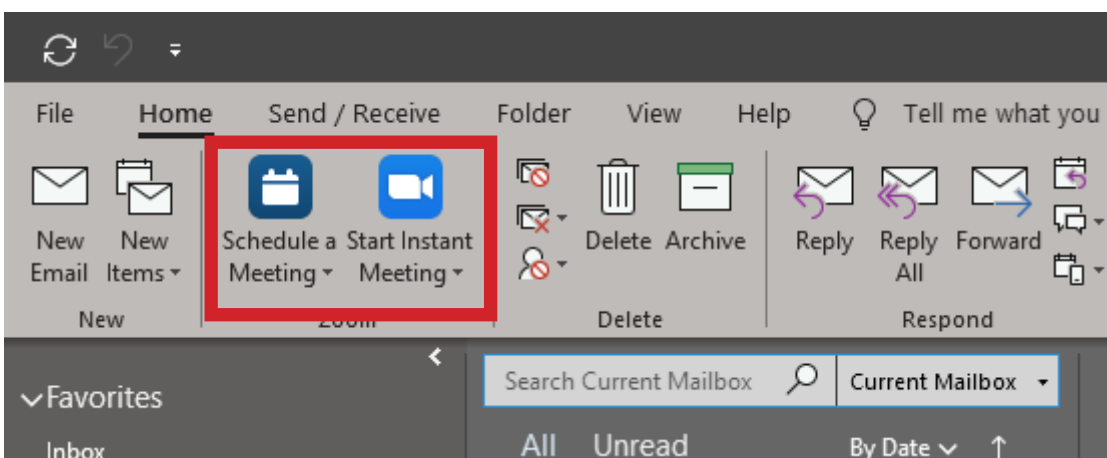 File Home Send / Receive Folder View Help Tell me what you
New Email
New Items
Schedule a Meeting
Start Instant Meeting
Delete Archive
Reply Reply All Forward
New Zoom Delete Respond
Favorites
Search Current Mailbox Current Mailbox
Inbox
All Unread By Date